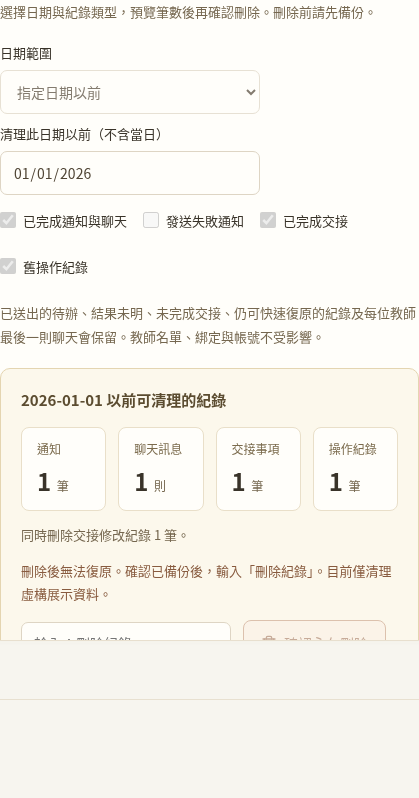 選擇日期與紀錄類型，預覽筆數後再確認刪除。刪除前請先備份。
日期範圍
指定日期以前
清理此日期以前（不含當日）
01/01/2026
已完成通知與聊天 發送失敗通知 已完成交接
舊操作紀錄
已送出的待辦、結果未明、未完成交接、仍可快速復原的紀錄及每位教師
最後一則聊天會保留。教師名單、綁定與帳號不受影響。
2026-01-01 以前可清理的紀錄
通知 聊天訊息 交接事項 操作紀錄
1 筆 1 則 1 筆 1 筆
同時刪除交接修改紀錄 1 筆。
刪除後無法復原。確認已備份後，輸入「刪除紀錄」。目前僅清理
虛構展示資料。